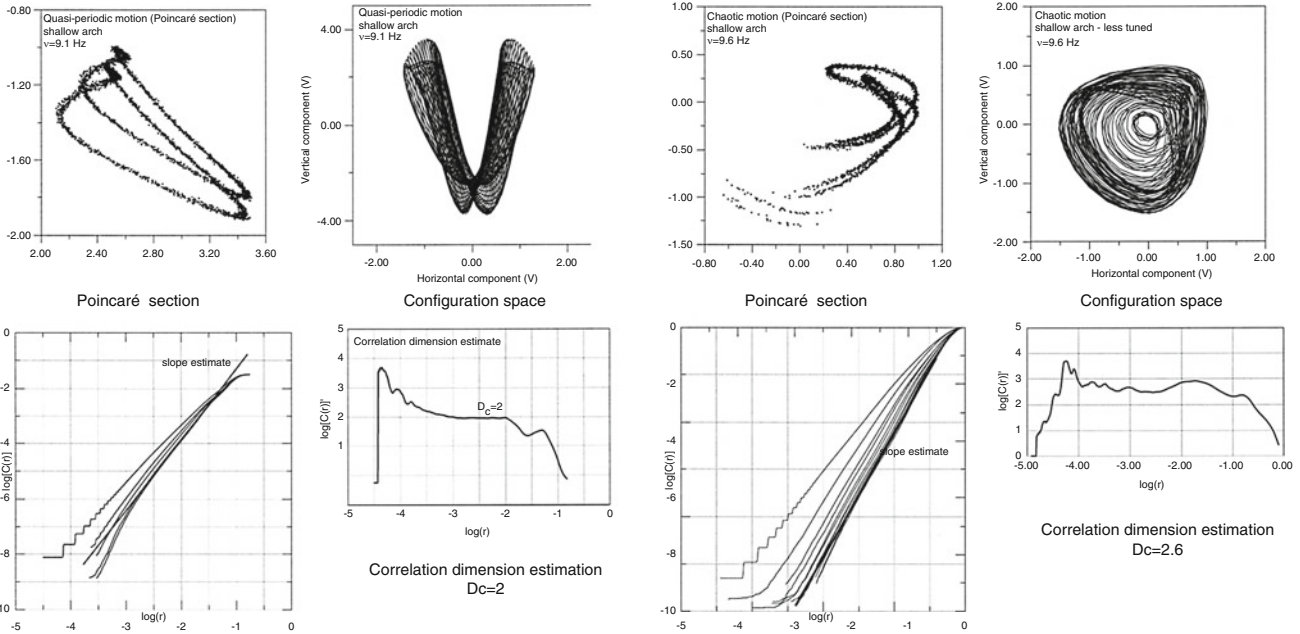 Quasi-periodic motion (Poincaré section)
shallow arch
ν=9.1 Hz
-0.80
-1.20
-1.60
-2.00
2.00 2.40 2.80 3.20 3.60
Poincaré section
Quasi-periodic motion
shallow arch
ν=9.1 Hz
Vertical component (V)
4.00
0.00
-4.00
-2.00 0.00 2.00
Horizontal component (V)
Configuration space
Chaotic motion (Poincaré section)
shallow arch
ν=9.6 Hz
1.00
0.50
0.00
-0.50
-1.00
-1.50
-0.80 -0.40 0.00 0.40 0.80 1.20
Poincaré section
Chaotic motion
shallow arch - less tuned
ν=9.6 Hz
Vertical component (V)
2.00
1.00
0.00
-1.00
-2.00
-2.00 -1.00 0.00 1.00 2.00
Horizontal component (V)
Configuration space
slope estimate
log[C(r)]
0
-2
-4
-6
-8
-10
log(r)
-5 -4 -3 -2 -1 0
Correlation dimension estimate
Dc=2
log[C(r)]'
5
4
3
2
1
-5 -4 -3 -2 -1 0
log(r)
Correlation dimension estimation
Dc=2
slope estimate
log[C(r)]
0
-2
-4
-6
-8
-10
log(r)
-5 -4 -3 -2 -1 0
log[C(r)]'
5
4
3
2
1
0
-5.00 -4.00 -3.00 -2.00 -1.00 0.00
log(r)
Correlation dimension estimation
Dc=2.6